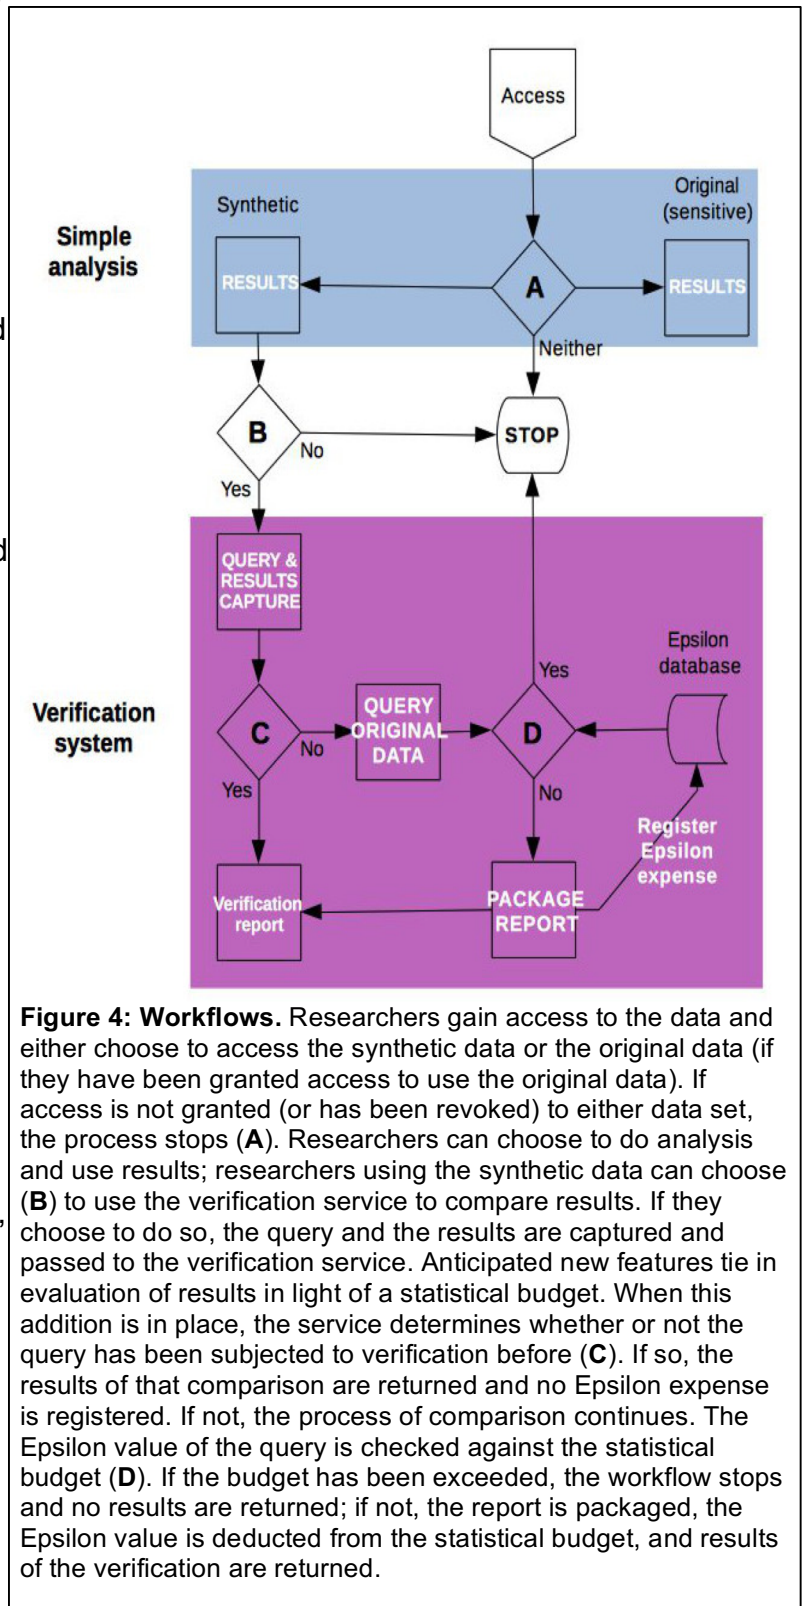 Access
Original
(sensitive)
Synthetic
Simple
analysis
RESULTS
A
RESULTS
Neither
B
No
STOP
Yes
QUERY &
RESULTS
CAPTURE
Epsilon
database
Yes
Verification
system
C
No
QUERY
ORIGINAL
DATA
D
Yes
No
Register
Epsilon
expense
Verification
report
PACKAGE
REPORT
d
d
,
Figure 4: Workflows. Researchers gain access to the data and
either choose to access the synthetic data or the original data (if
they have been granted access to use the original data). If
access is not granted (or has been revoked) to either data set,
the process stops (A). Researchers can choose to do analysis
and use results; researchers using the synthetic data can choose
(B) to use the verification service to compare results. If they
choose to do so, the query and the results are captured and
passed to the verification service. Anticipated new features tie in
evaluation of results in light of a statistical budget. When this
addition is in place, the service determines whether or not the
query has been subjected to verification before (C). If so, the
results of that comparison are returned and no Epsilon expense
is registered. If not, the process of comparison continues. The
Epsilon value of the query is checked against the statistical
budget (D). If the budget has been exceeded, the workflow stops
and no results are returned; if not, the report is packaged, the
Epsilon value is deducted from the statistical budget, and results
of the verification are returned.